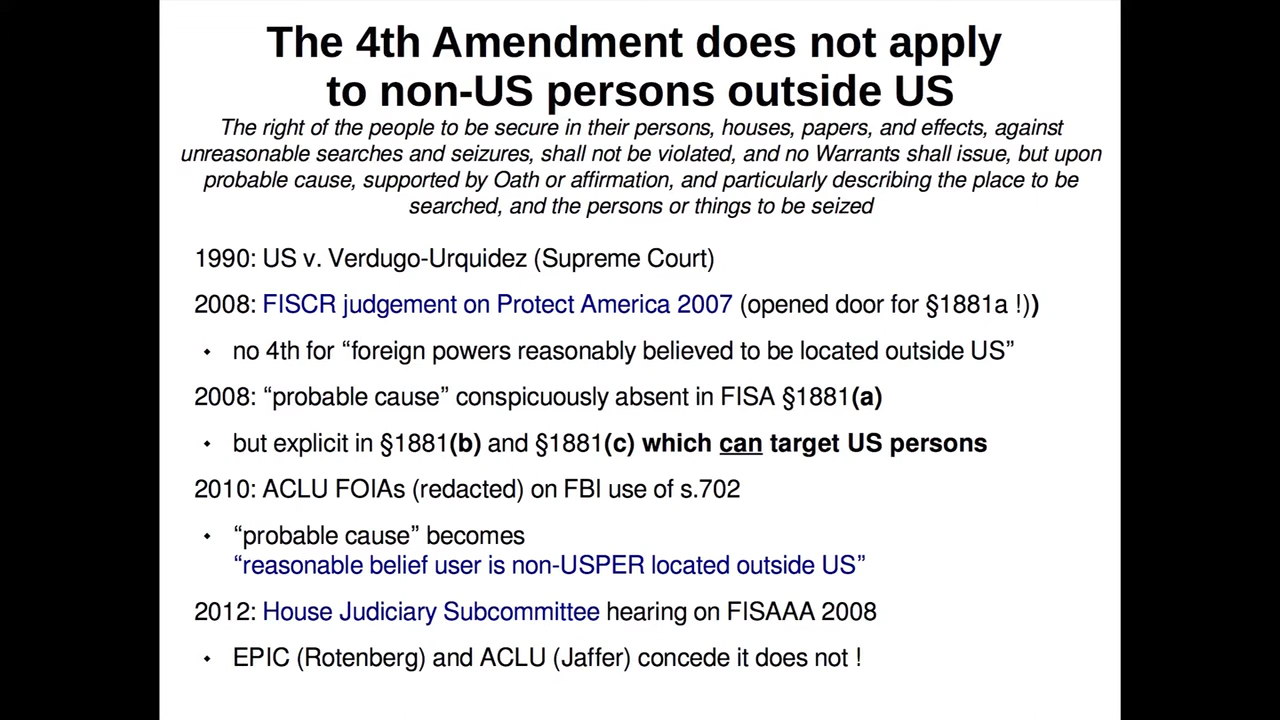 The 4th Amendment does not apply
to non-US persons outside US
The right of the people to be secure in their persons, houses, papers, and effects, against
unreasonable searches and seizures, shall not be violated, and no Warrants shall issue, but upon
probable cause, supported by Oath or affirmation, and particularly describing the place to be
searched, and the persons or things to be seized
1990: US v. Verdugo-Urquidez (Supreme Court)
2008: FISCR judgement on Protect America 2007 (opened door for §1881a !))
• no 4th for “foreign powers reasonably believed to be located outside US”
2008: “probable cause” conspicuously absent in FISA §1881(a)
• but explicit in §1881(b) and §1881(c) which can target US persons
2010: ACLU FOIAs (redacted) on FBI use of s.702
• “probable cause” becomes
“reasonable belief user is non-USPER located outside US”
2012: House Judiciary Subcommittee hearing on FISAAA 2008
• EPIC (Rotenberg) and ACLU (Jaffer) concede it does not !